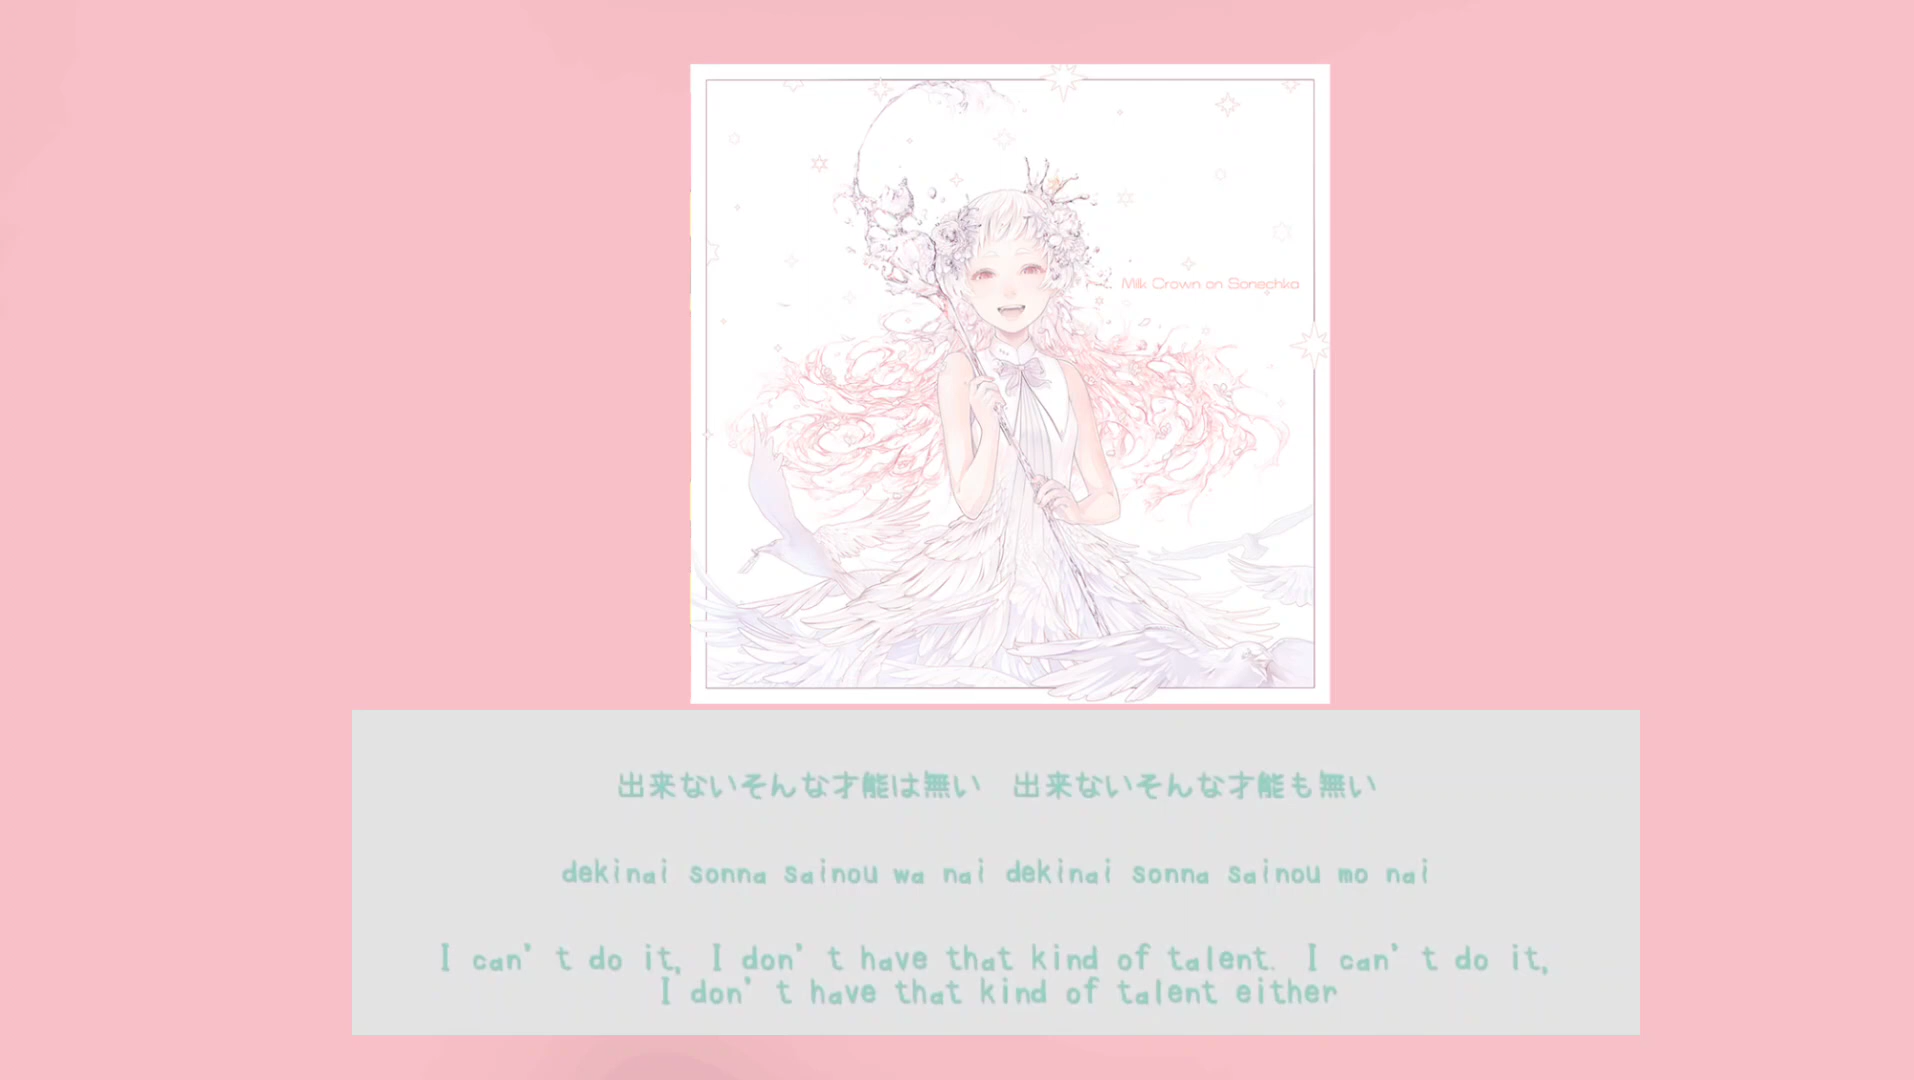 Milk Crown on Sonechka
出来ないそんな才能は無い　出来ないそんな才能も無い
dekinai sonna sainou wa nai dekinai sonna sainou mo nai
I can't do it, I don't have that kind of talent. I can't do it,
I don't have that kind of talent either